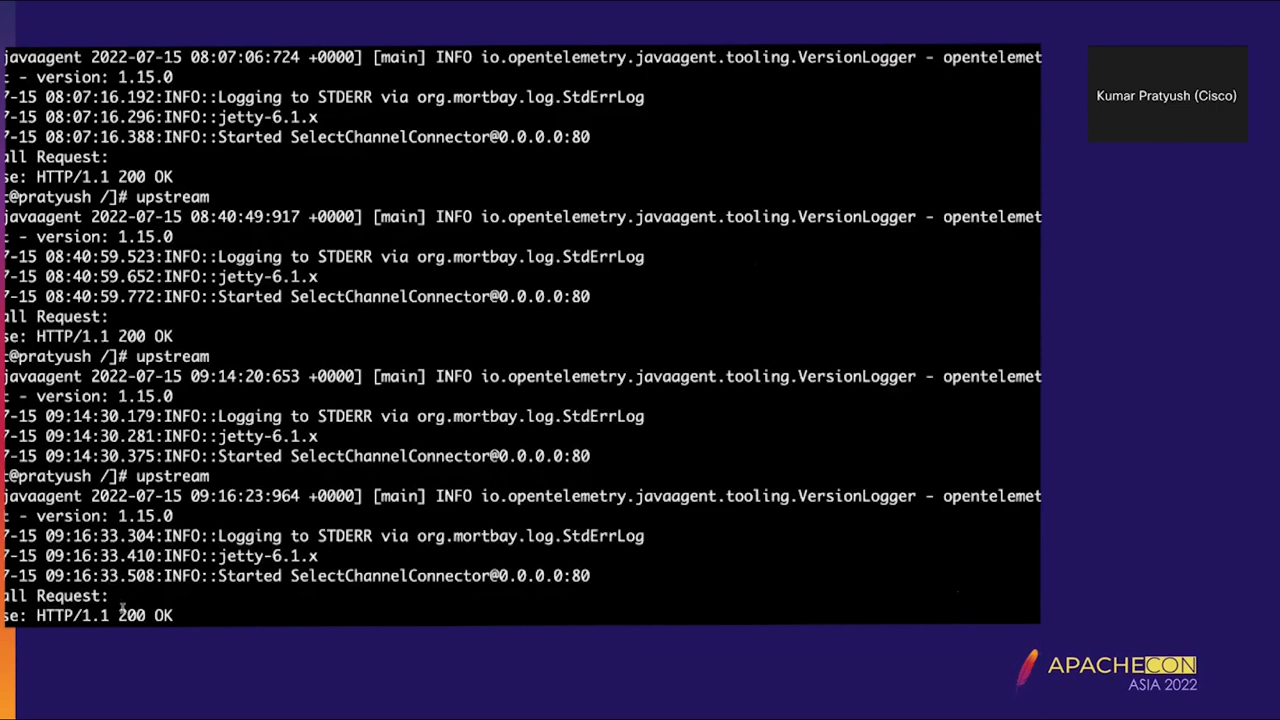 javaagent 2022-07-15 08:07:06:724 +0000] [main] INFO io.opentelemetry.javaagent.tooling.VersionLogger - opentelemet
t - version: 1.15.0
7-15 08:07:16.192:INFO::Logging to STDERR via org.mortbay.log.StdErrLog
7-15 08:07:16.296:INFO::jetty-6.1.x
7-15 08:07:16.388:INFO::Started SelectChannelConnector@0.0.0.0:80
all Request:
se: HTTP/1.1 200 OK
t@pratyush /]# upstream
javaagent 2022-07-15 08:40:49:917 +0000] [main] INFO io.opentelemetry.javaagent.tooling.VersionLogger - opentelemet
t - version: 1.15.0
7-15 08:40:59.523:INFO::Logging to STDERR via org.mortbay.log.StdErrLog
7-15 08:40:59.652:INFO::jetty-6.1.x
7-15 08:40:59.772:INFO::Started SelectChannelConnector@0.0.0.0:80
all Request:
se: HTTP/1.1 200 OK
t@pratyush /]# upstream
javaagent 2022-07-15 09:14:20:653 +0000] [main] INFO io.opentelemetry.javaagent.tooling.VersionLogger - opentelemet
t - version: 1.15.0
7-15 09:14:30.179:INFO::Logging to STDERR via org.mortbay.log.StdErrLog
7-15 09:14:30.281:INFO::jetty-6.1.x
7-15 09:14:30.375:INFO::Started SelectChannelConnector@0.0.0.0:80
t@pratyush /]# upstream
javaagent 2022-07-15 09:16:23:964 +0000] [main] INFO io.opentelemetry.javaagent.tooling.VersionLogger - opentelemet
t - version: 1.15.0
7-15 09:16:33.304:INFO::Logging to STDERR via org.mortbay.log.StdErrLog
7-15 09:16:33.410:INFO::jetty-6.1.x
7-15 09:16:33.508:INFO::Started SelectChannelConnector@0.0.0.0:80
all Request:
se: HTTP/1.1 200 OK
Kumar Pratyush (Cisco)
APACHECON
ASIA 2022